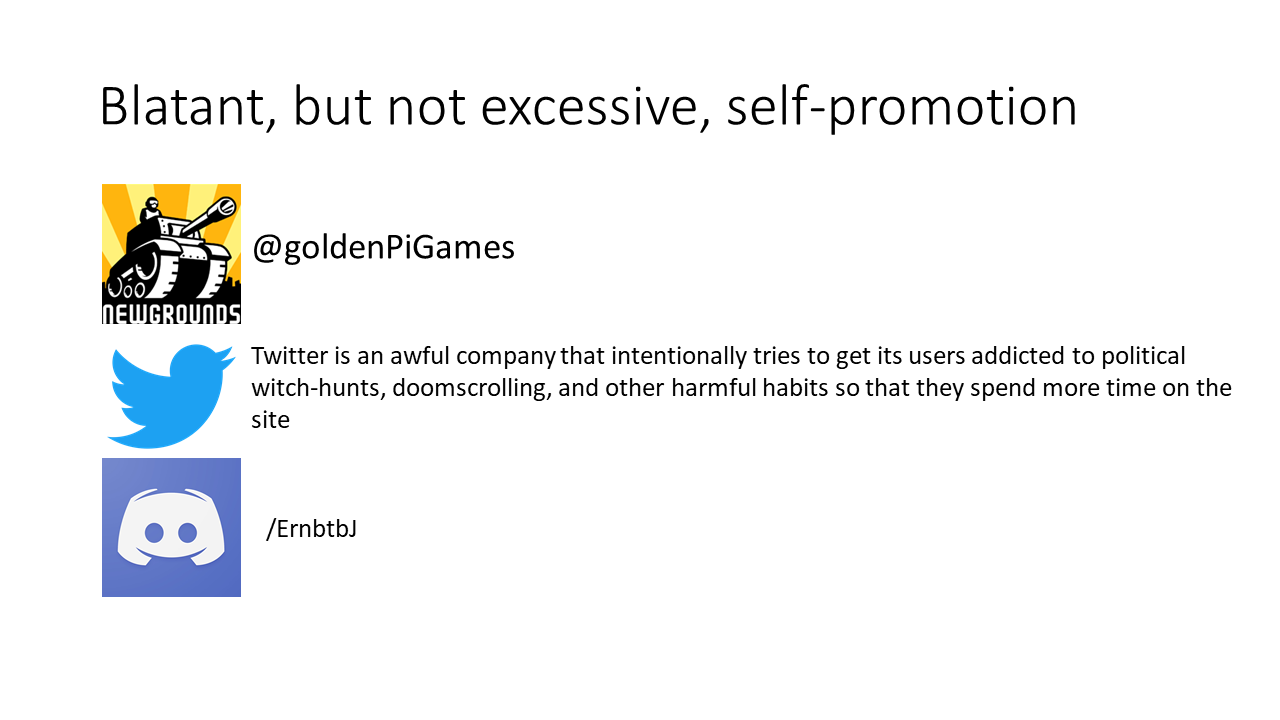 Blatant, but not excessive, self-promotion
NEWGROUNDS
@goldenPiGames
Twitter is an awful company that intentionally tries to get its users addicted to political
witch-hunts, doomscrolling, and other harmful habits so that they spend more time on the
site
/ErnbtbJ